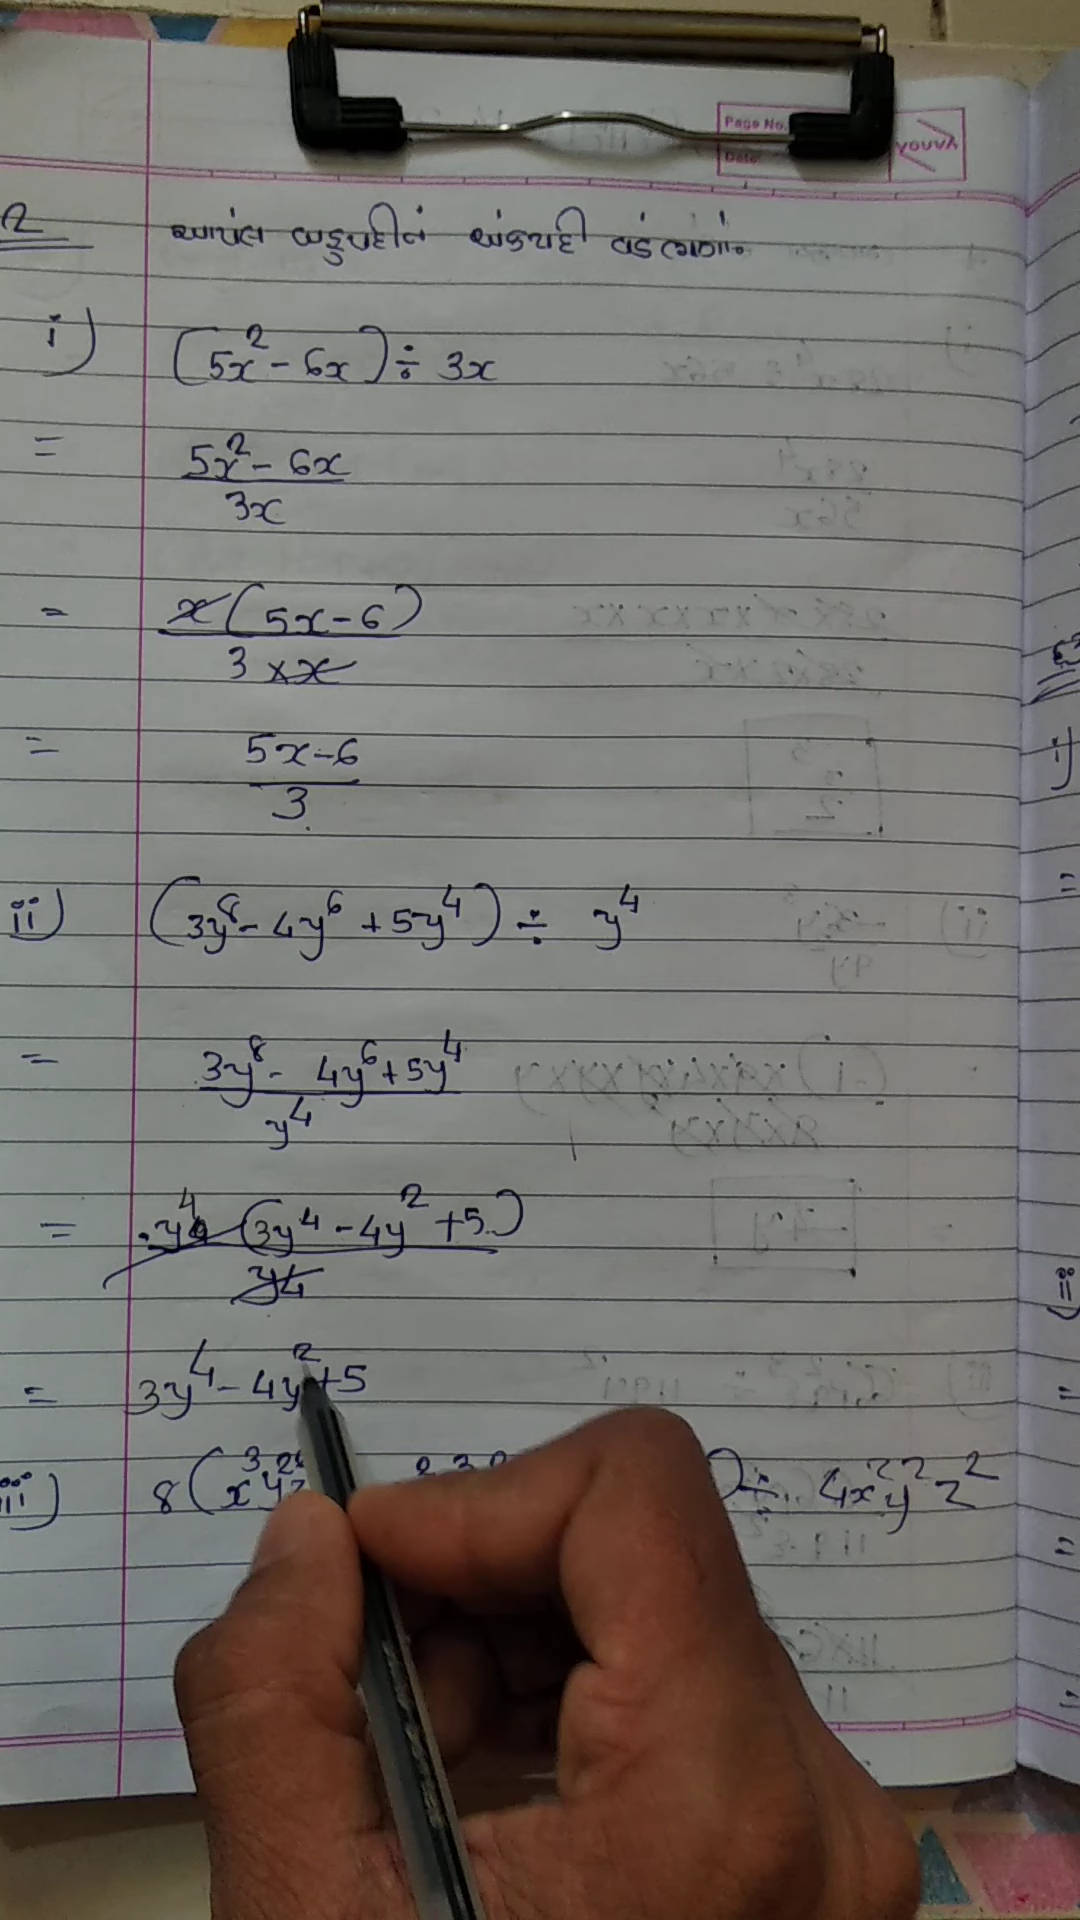 Page No.
Date:
YOUVA
2 આપેલ બહુપદીનં એકપદી વડે ભાગો.
i) (5x² - 6x) ÷ 3x
= 5x² - 6x
3x
= x(5x - 6)
3 × x
= 5x - 6
3
ii) (3y⁸ - 4y⁶ + 5y⁴) ÷ y⁴
= 3y⁸ - 4y⁶ + 5y⁴
y⁴
= y⁴ (3y⁴ - 4y² + 5)
y4
= 3y⁴ - 4y² + 5
iii) 8(x³y² ) ÷ 4x²y²z²